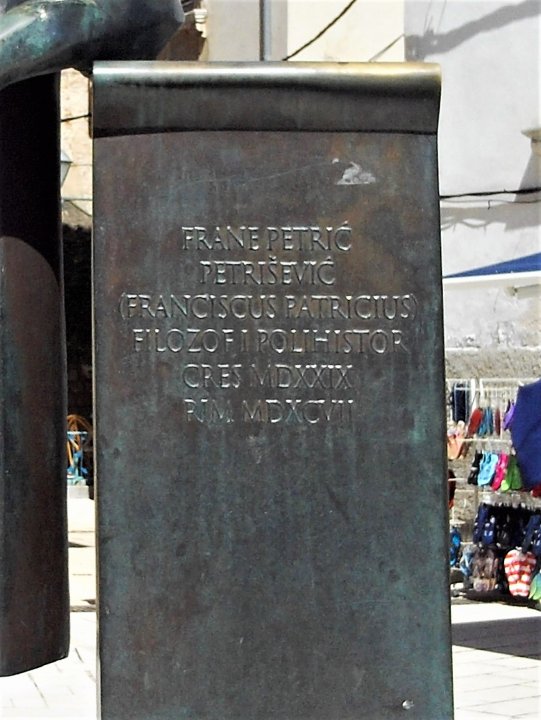 FRANE PETRIĆ
PETRIŠEVIĆ
(FRANCISCUS PATRICIUS)
FILOZOF I POLIHISTOR
CRES MDXXIX
RIM MDXCVII